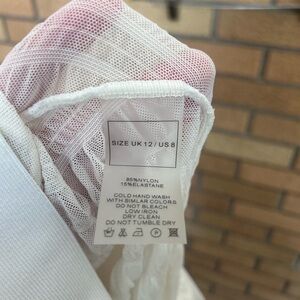 SIZE UK 12 / US 8
85%NYLON
15%ELASTANE
COLD HAND WASH
WITH SIMILAR COLORS
DO NOT BLEACH
LOW IRON
DRY CLEAN
DO NOT TUMBLE DRY